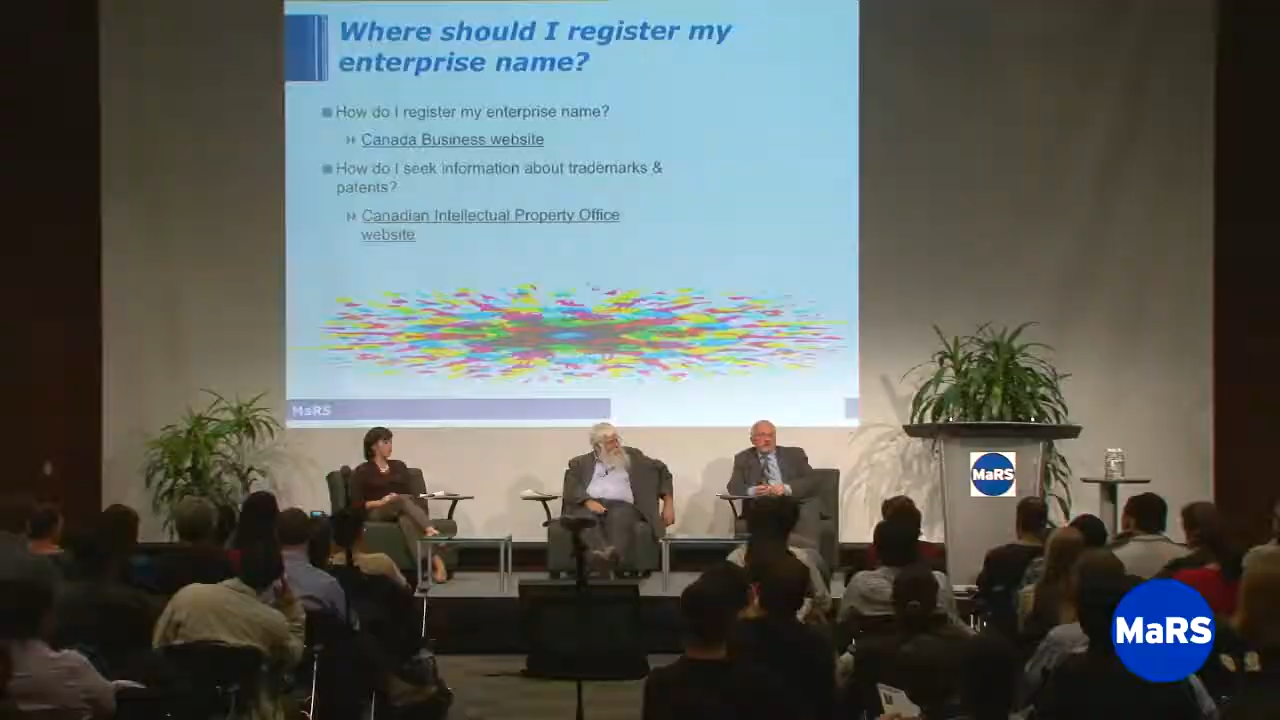 Where should I register my
enterprise name?
How do I register my enterprise name?
» Canada Business website
How do I seek information about trademarks &
patents?
» Canadian Intellectual Property Office
website
MaRS
MaRS
MaRS